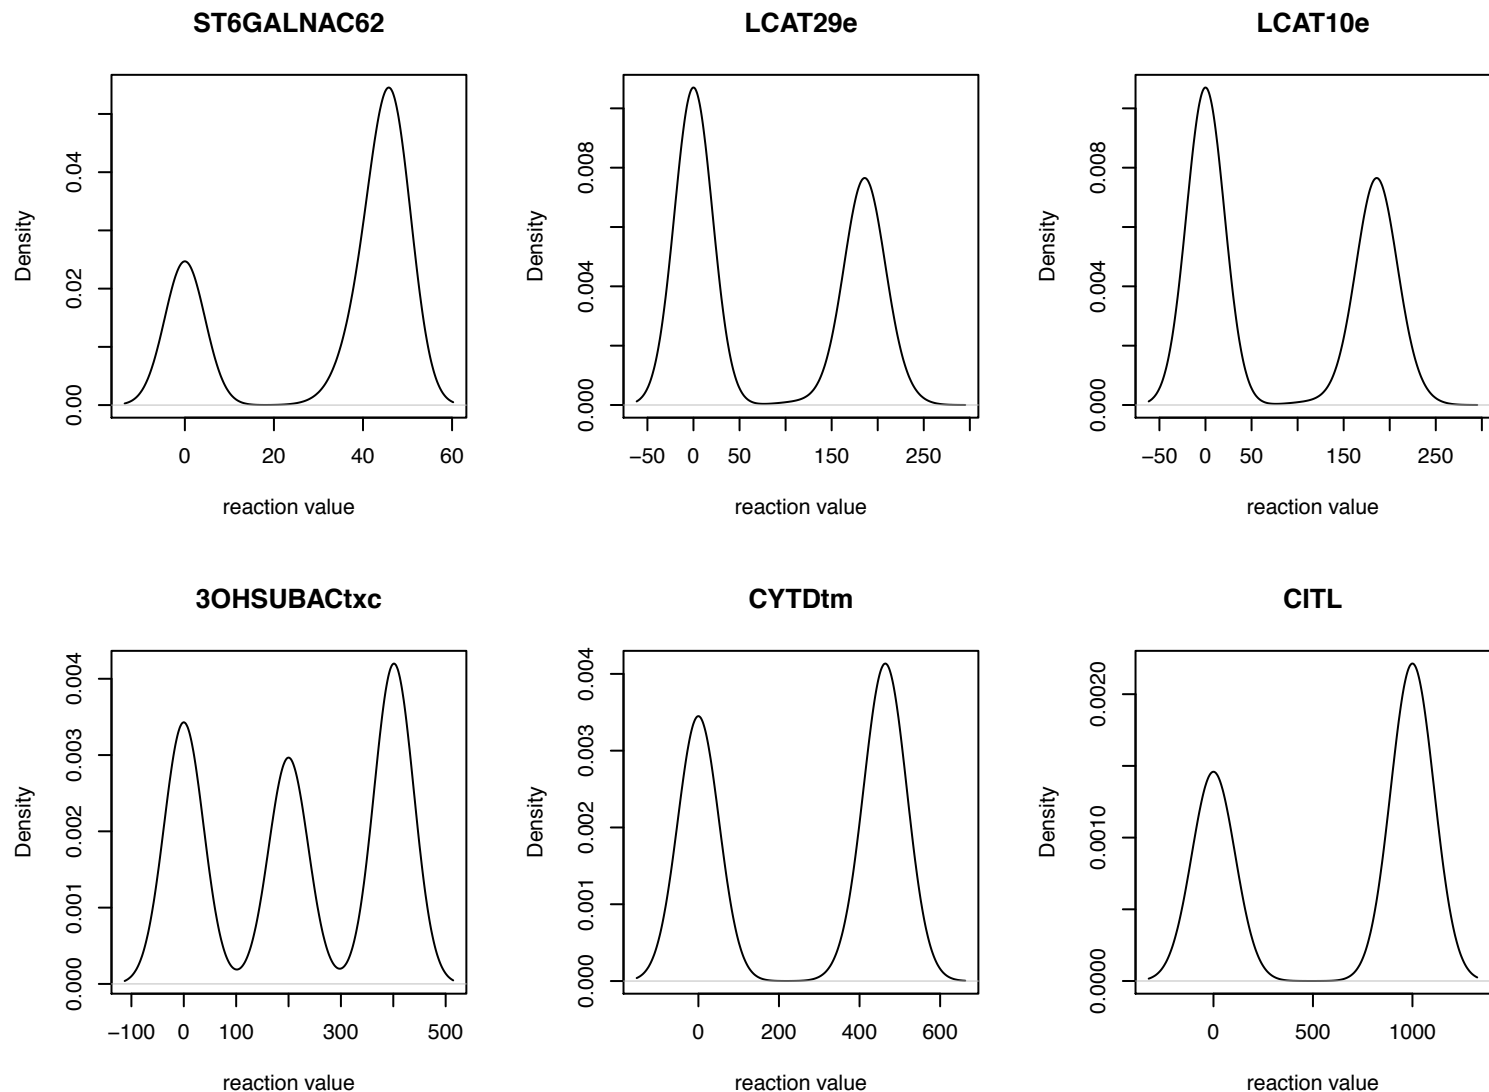 ST6GALNAC62
Density
0.00 0.02 0.04
0 20 40 60
reaction value
LCAT29e
Density
0.000 0.004 0.008
−50 0 50 150 250
reaction value
LCAT10e
Density
0.000 0.004 0.008
−50 0 50 150 250
reaction value
3OHSUBACtxc
Density
0.000 0.001 0.002 0.003 0.004
−100 0 100 300 500
reaction value
CYTDtm
Density
0.000 0.001 0.002 0.003 0.004
0 200 400 600
reaction value
CITL
Density
0.0000 0.0010 0.0020
0 500 1000
reaction value